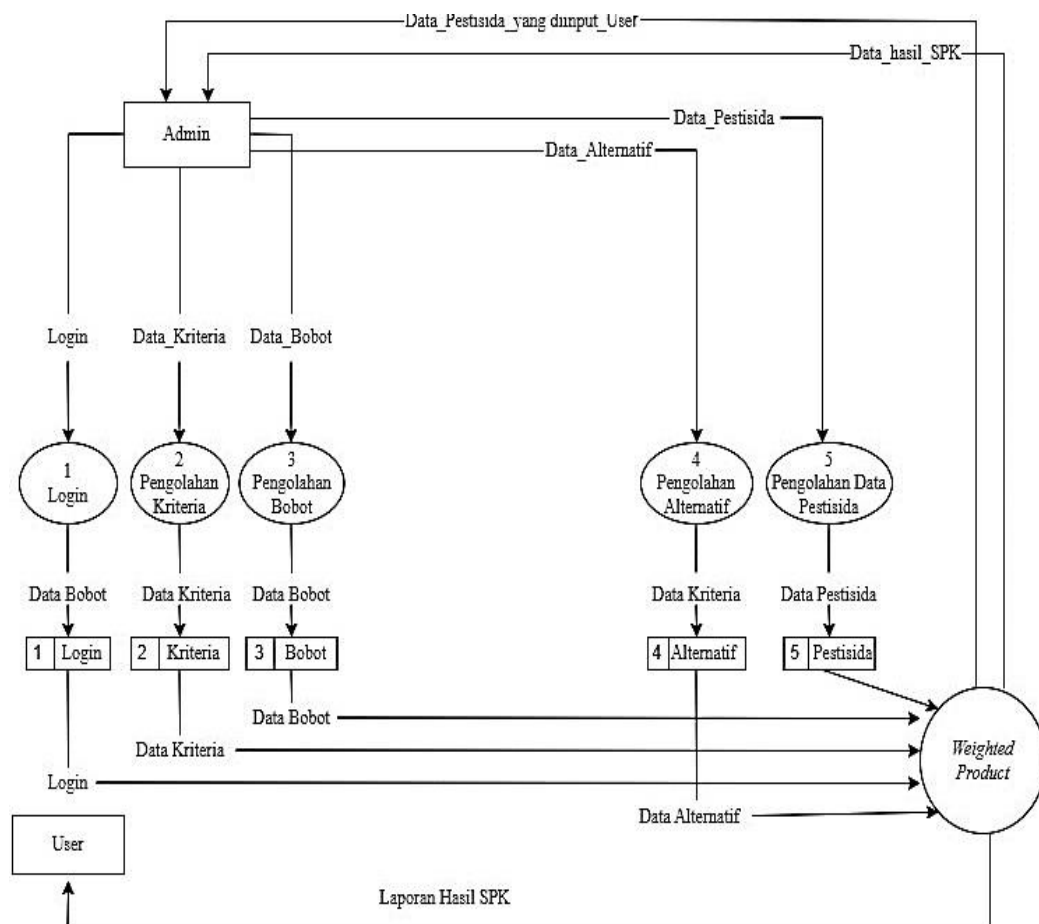 Data_Pestisida_yang diinput_User
Data_hasil_SPK
Admin
Data_Pestisida
Data_Alternatif
Login
Data_Kriteria
Data_Bobot
1
Login
2
Pengolahan
Kriteria
3
Pengolahan
Bobot
4
Pengolahan
Alternatif
5
Pengolahan Data
Pestisida
Data Bobot
Data Kriteria
Data Bobot
Data Kriteria
Data Pestisida
1 Login
2 Kriteria
3 Bobot
4 Alternatif
5 Pestisida
Data Bobot
Data Kriteria
Login
Weighted
Product
Data Alternatif
User
Laporan Hasil SPK